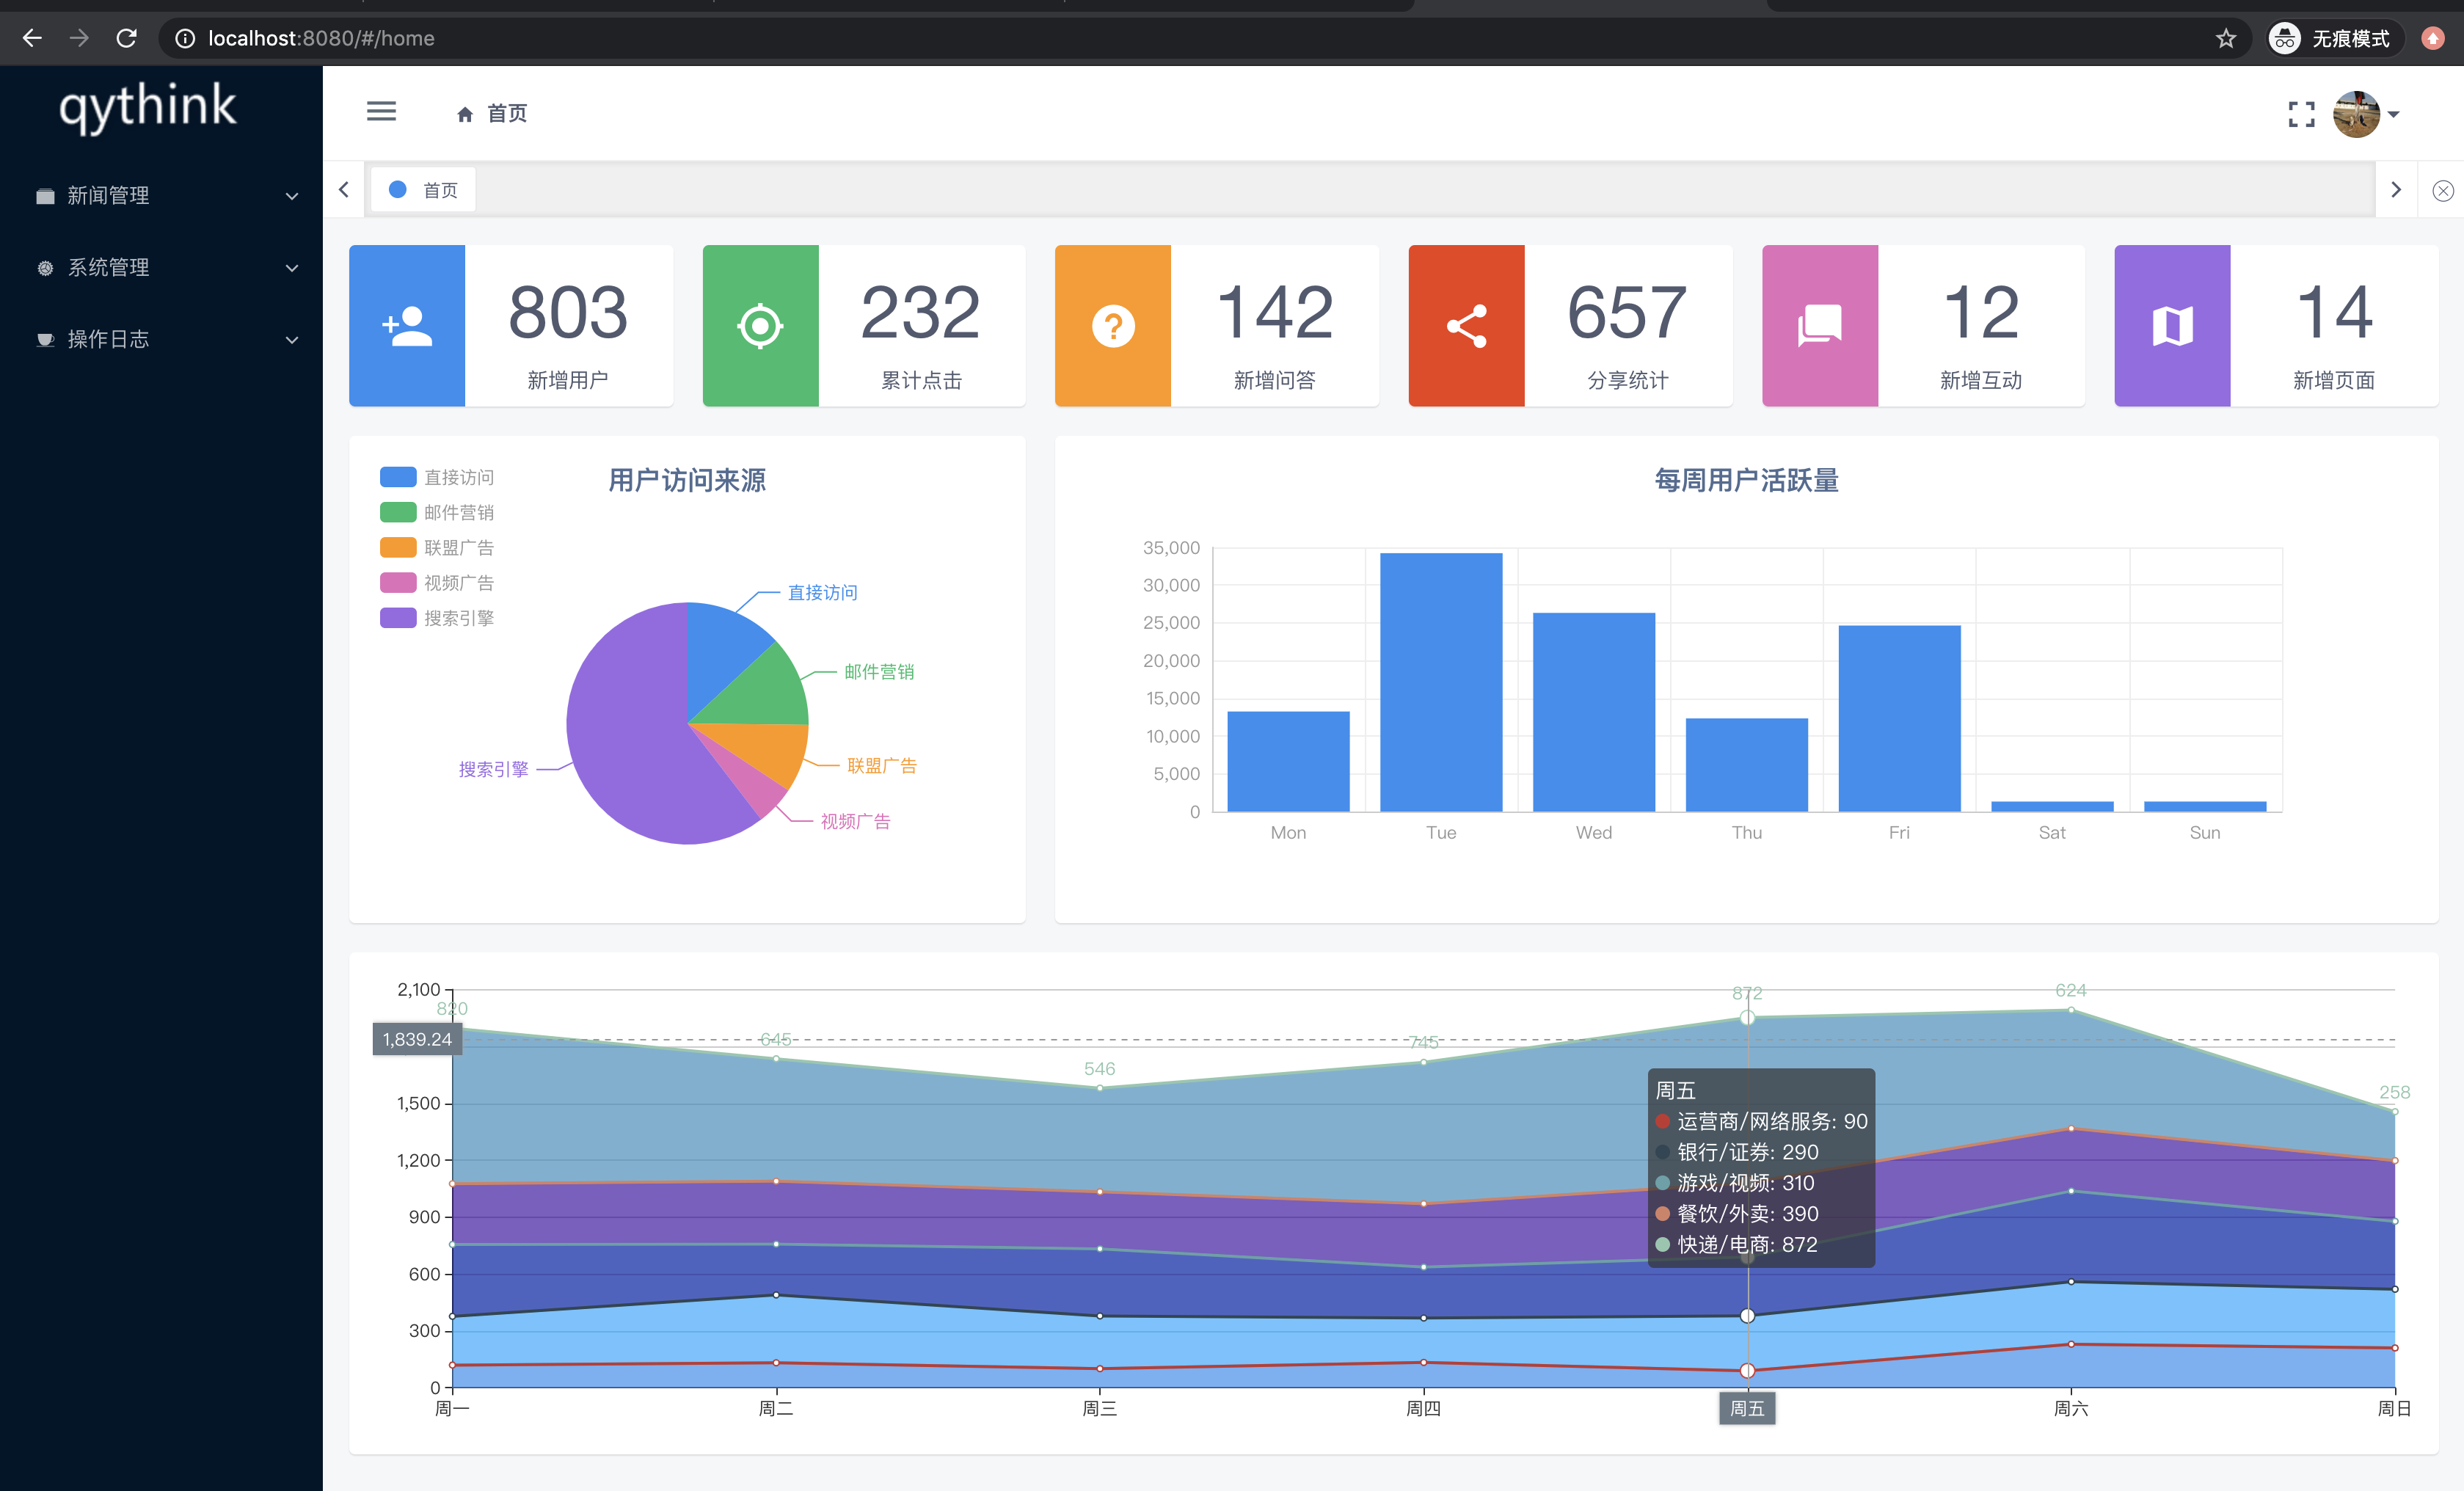 localhost:8080/#/home
无痕模式
qythink
首页
新闻管理
系统管理
操作日志
首页
803
新增用户
232
累计点击
142
新增问答
657
分享统计
12
新增互动
14
新增页面
用户访问来源
直接访问
邮件营销
联盟广告
视频广告
搜索引擎
直接访问
邮件营销
联盟广告
视频广告
搜索引擎
每周用户活跃量
35,000
30,000
25,000
20,000
15,000
10,000
5,000
0
Mon Tue Wed Thu Fri Sat Sun
2,100
1,839.24
1,500
1,200
900
600
300
0
820 645 546 745 872 624 258
周五
运营商/网络服务: 90
银行/证券: 290
游戏/视频: 310
餐饮/外卖: 390
快递/电商: 872
周一 周二 周三 周四 周五 周六 周日